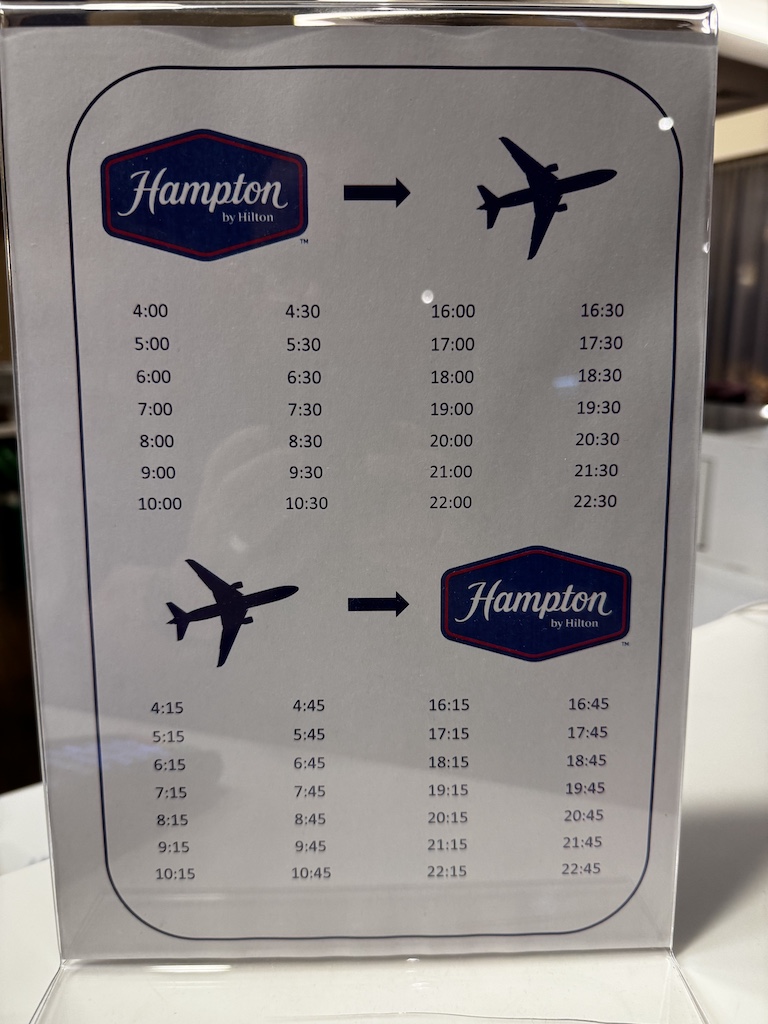 Hampton
by Hilton
™
4:00 4:30 16:00 16:30
5:00 5:30 17:00 17:30
6:00 6:30 18:00 18:30
7:00 7:30 19:00 19:30
8:00 8:30 20:00 20:30
9:00 9:30 21:00 21:30
10:00 10:30 22:00 22:30
Hampton
by Hilton
™
4:15 4:45 16:15 16:45
5:15 5:45 17:15 17:45
6:15 6:45 18:15 18:45
7:15 7:45 19:15 19:45
8:15 8:45 20:15 20:45
9:15 9:45 21:15 21:45
10:15 10:45 22:15 22:45